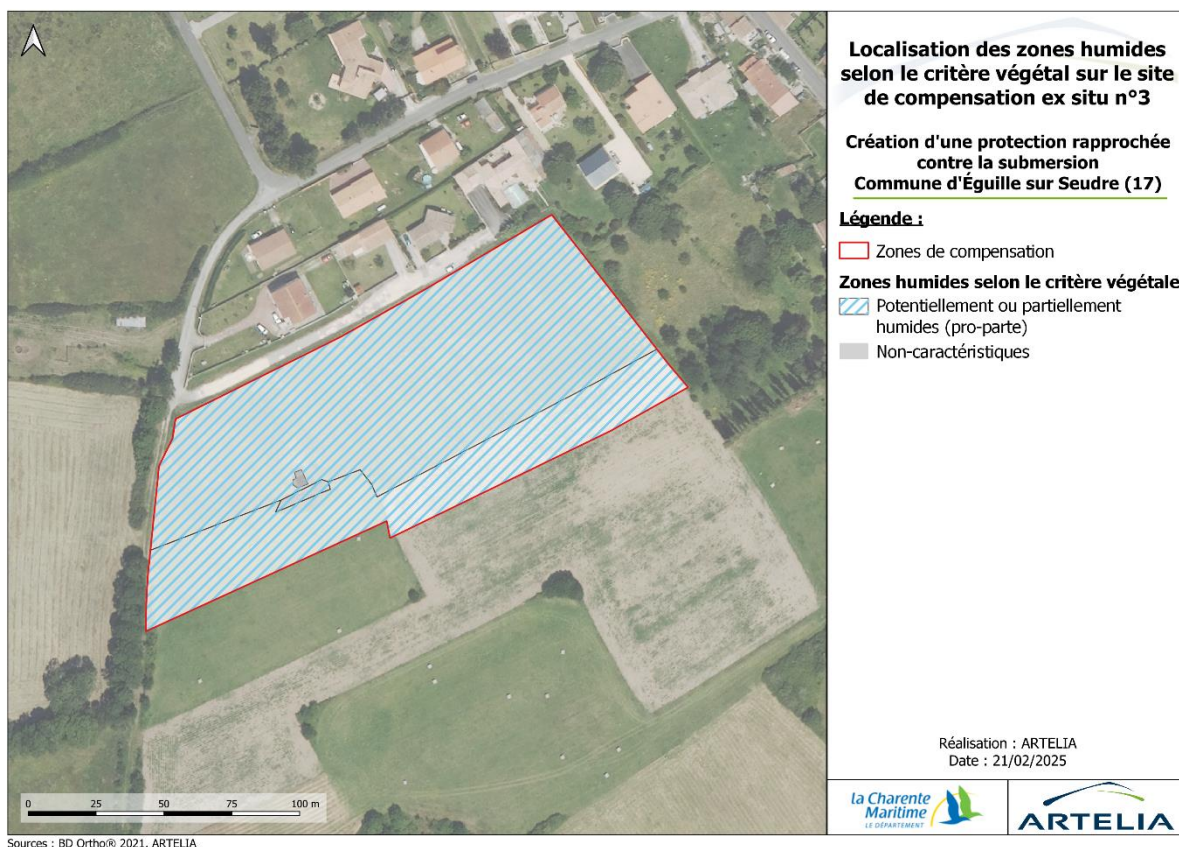 Localisation des zones humides
selon le critère végétal sur le site
de compensation ex situ n°3
Création d'une protection rapprochée
contre la submersion
Commune d'Éguille sur Seudre (17)
Légende :
Zones de compensation
Zones humides selon le critère végétale
Potentiellement ou partiellement
humides (pro-parte)
Non-caractéristiques
Réalisation : ARTELIA
Date : 21/02/2025
la Charente
Maritime
LE DÉPARTEMENT
ARTELIA
0 25 50 75 100 m
Sources : BD Ortho® 2021, ARTELIA